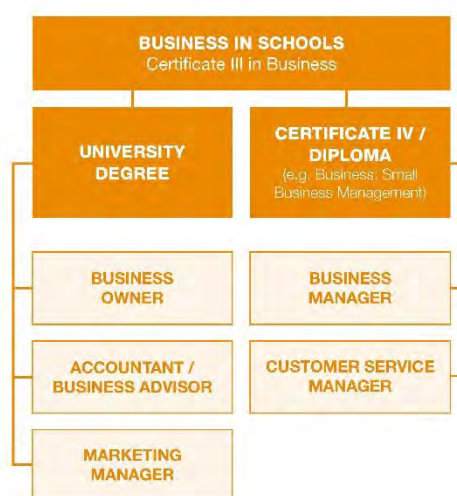 BUSINESS IN SCHOOLS
Certificate III in Business
UNIVERSITY
DEGREE
CERTIFICATE IV /
DIPLOMA
(e.g. Business, Small
Business Management)
BUSINESS
OWNER
BUSINESS
MANAGER
ACCOUNTANT /
BUSINESS ADVISOR
CUSTOMER SERVICE
MANAGER
MARKETING
MANAGER